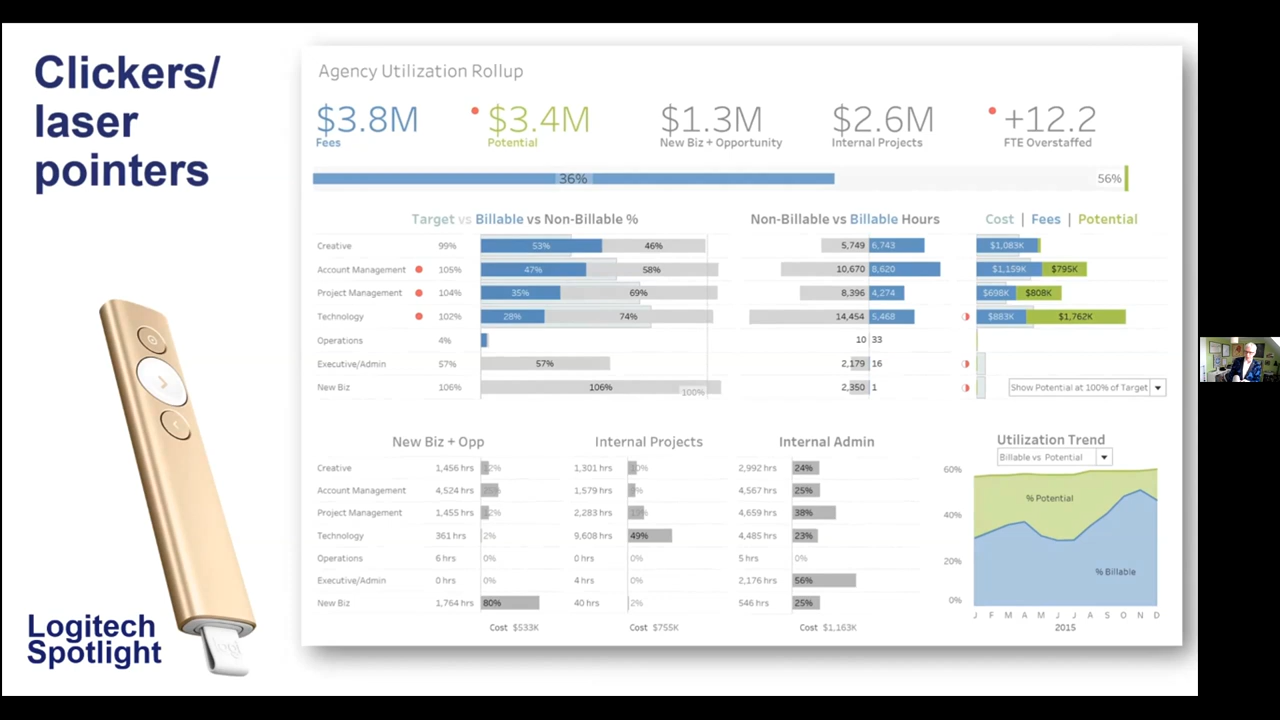 Clickers/
laser
pointers
Logitech
Spotlight
Agency Utilization Rollup
$3.8M $3.4M $1.3M $2.6M +12.2
Fees Potential New Biz + Opportunity Internal Projects FTE Overstaffed
36% 56%
Target vs Billable vs Non-Billable % Non-Billable vs Billable Hours Cost | Fees | Potential
Creative 99% 53% 46% 5,749 6,743 $1,083K
Account Management 105% 47% 58% 10,670 8,620 $1,159K $795K
Project Management 104% 35% 69% 8,396 4,274 $698K $808K
Technology 102% 28% 74% 14,454 5,468 $883K $1,762K
Operations 4% 10 33
Executive/Admin 57% 57% 2,179 16
New Biz 106% 106% 100% 2,350 1 Show Potential at 100% of Target
New Biz + Opp Internal Projects Internal Admin
Creative 1,456 hrs 12% 1,301 hrs 10% 2,992 hrs 24%
Account Management 4,524 hrs 25% 1,579 hrs 9% 4,567 hrs 25%
Project Management 1,455 hrs 12% 2,283 hrs 4,659 hrs 38%
Technology 361 hrs 2% 9,608 hrs 49% 4,485 hrs 23%
Operations 6 hrs 0% 0 hrs 0% 5 hrs 0%
Executive/Admin 0 hrs 0% 4 hrs 0% 2,176 hrs 56%
New Biz 1,764 hrs 80% 40 hrs 2% 546 hrs 25%
Cost $533K Cost $755K Cost $1,163K
Utilization Trend
Billable vs Potential
60%
40%
20%
0%
% Potential
% Billable
J F M A M J J A S O N D
2015